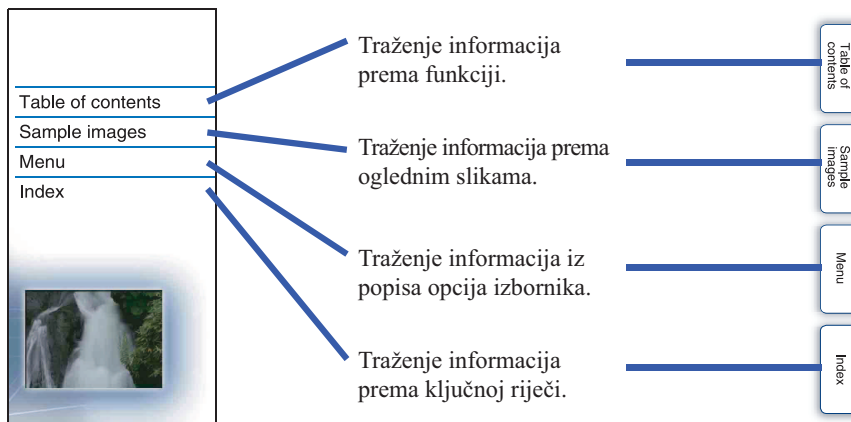 Table of contents
Sample images
Menu
Index
Traženje informacija
prema funkciji.
Traženje informacija prema
oglednim slikama.
Traženje informacija iz
popisa opcija izbornika.
Traženje informacija
prema ključnoj riječi.
Table of
contents
Sample
images
Menu
Index